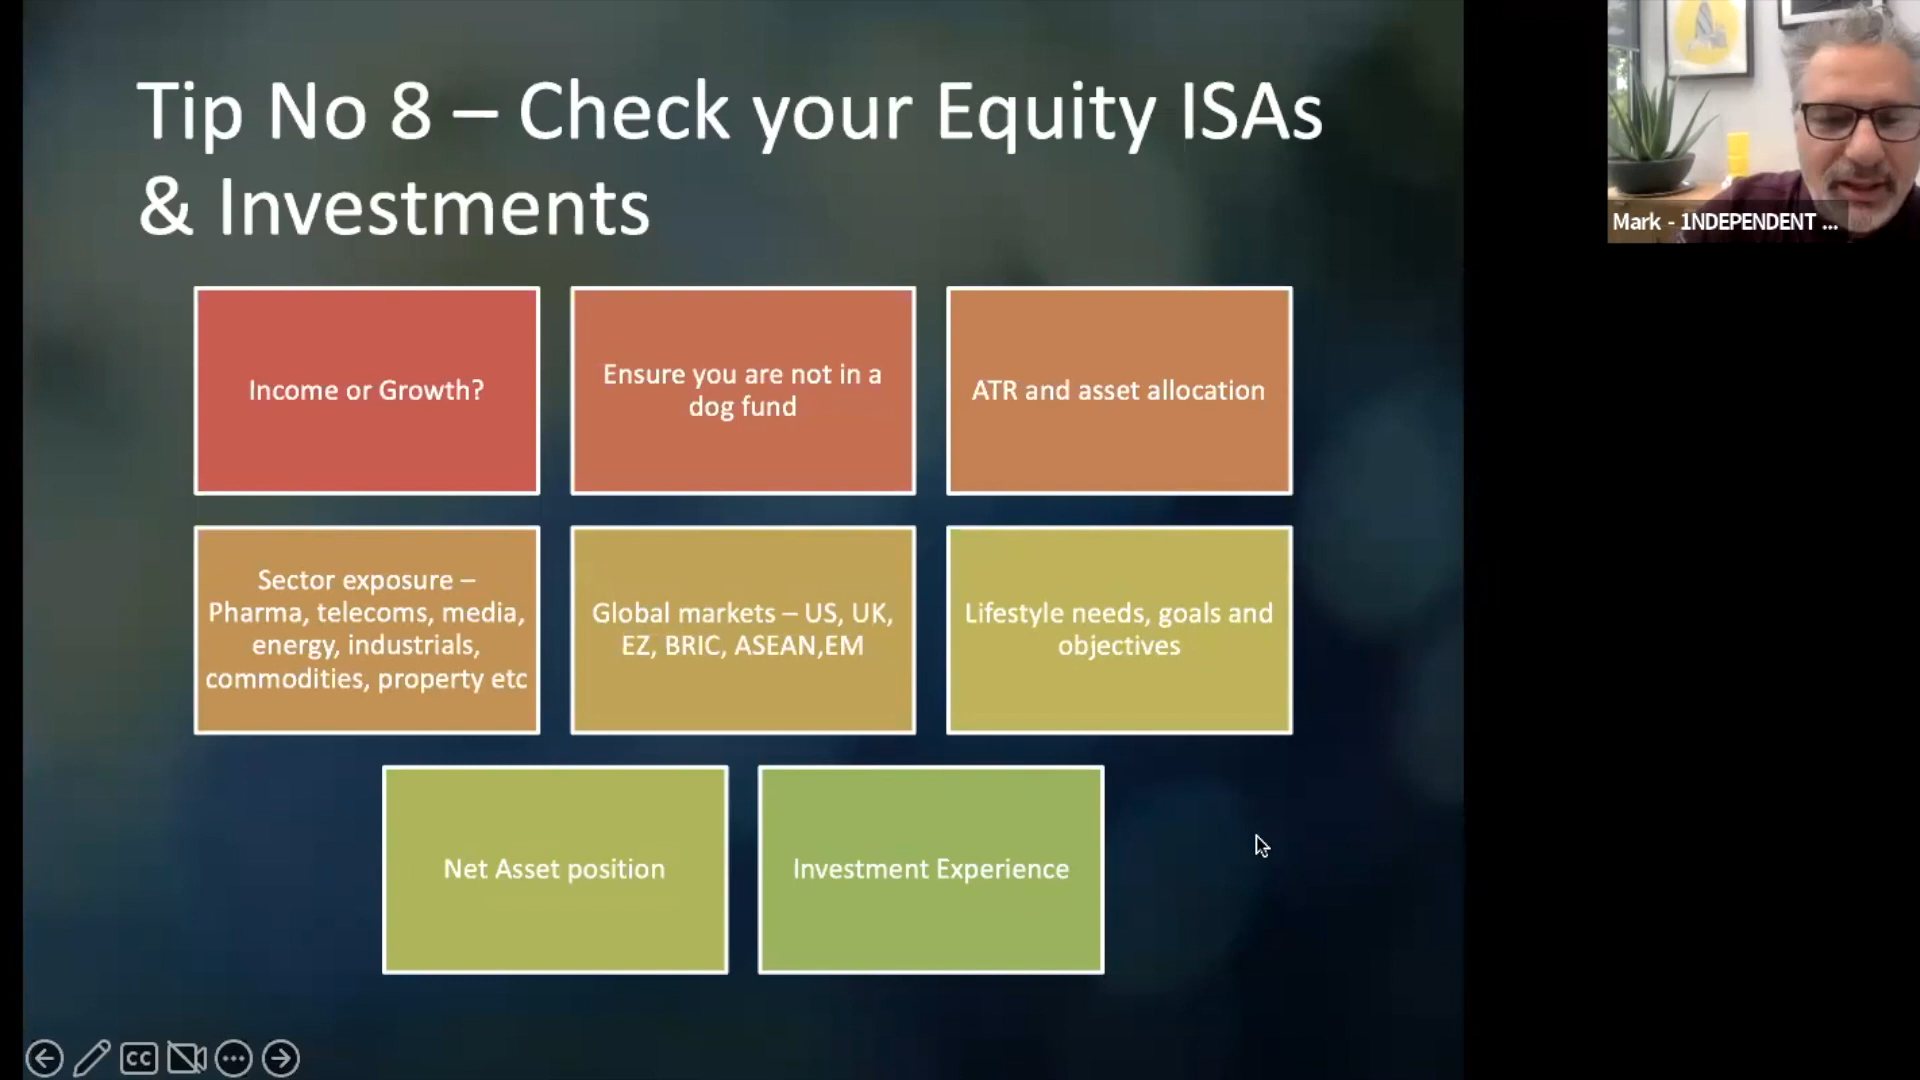 Tip No 8 – Check your Equity ISAs
& Investments
Income or Growth?
Ensure you are not in a
dog fund
ATR and asset allocation
Sector exposure –
Pharma, telecoms, media,
energy, industrials,
commodities, property etc
Global markets – US, UK,
EZ, BRIC, ASEAN,EM
Lifestyle needs, goals and
objectives
Net Asset position
Investment Experience
Mark - 1NDEPENDENT ...
CC